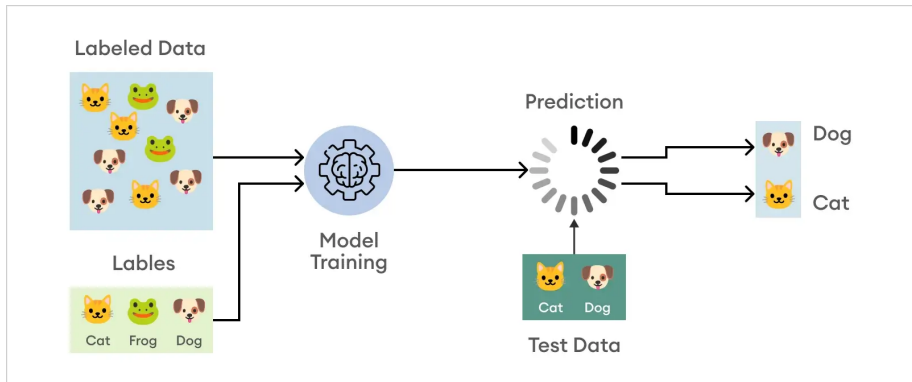 Labeled Data
Prediction
Dog
Cat
Model
Training
Lables
Cat Frog Dog
Cat Dog
Test Data